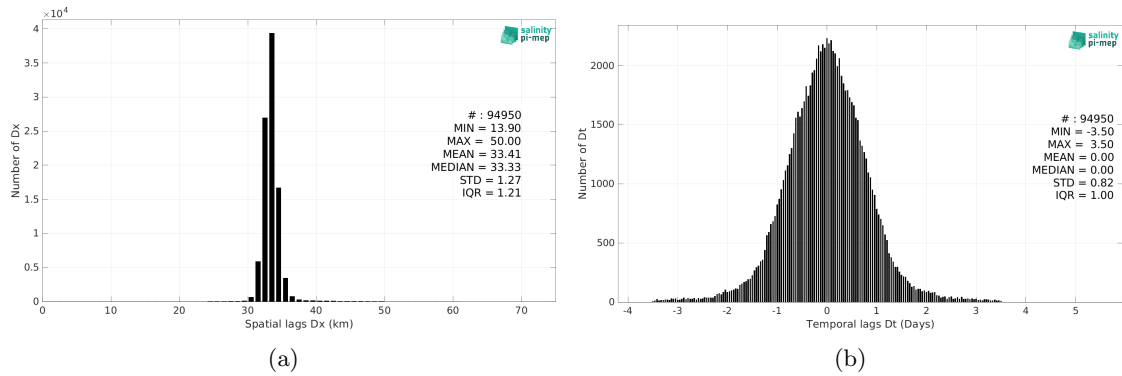 ×10⁴
4
3.5
3
2.5
2
1.5
1
0.5
0
Number of Dx
0 10 20 30 40 50 60 70
Spatial lags Dx (km)
salinity
pi-mep
# : 94950
MIN = 13.90
MAX = 50.00
MEAN = 33.41
MEDIAN = 33.33
STD = 1.27
IQR = 1.21
(a)
2000
1500
1000
500
0
Number of Dt
-4 -3 -2 -1 0 1 2 3 4 5
Temporal lags Dt (Days)
salinity
pi-mep
# : 94950
MIN = -3.50
MAX = 3.50
MEAN = 0.00
MEDIAN = 0.00
STD = 0.82
IQR = 1.00
(b)